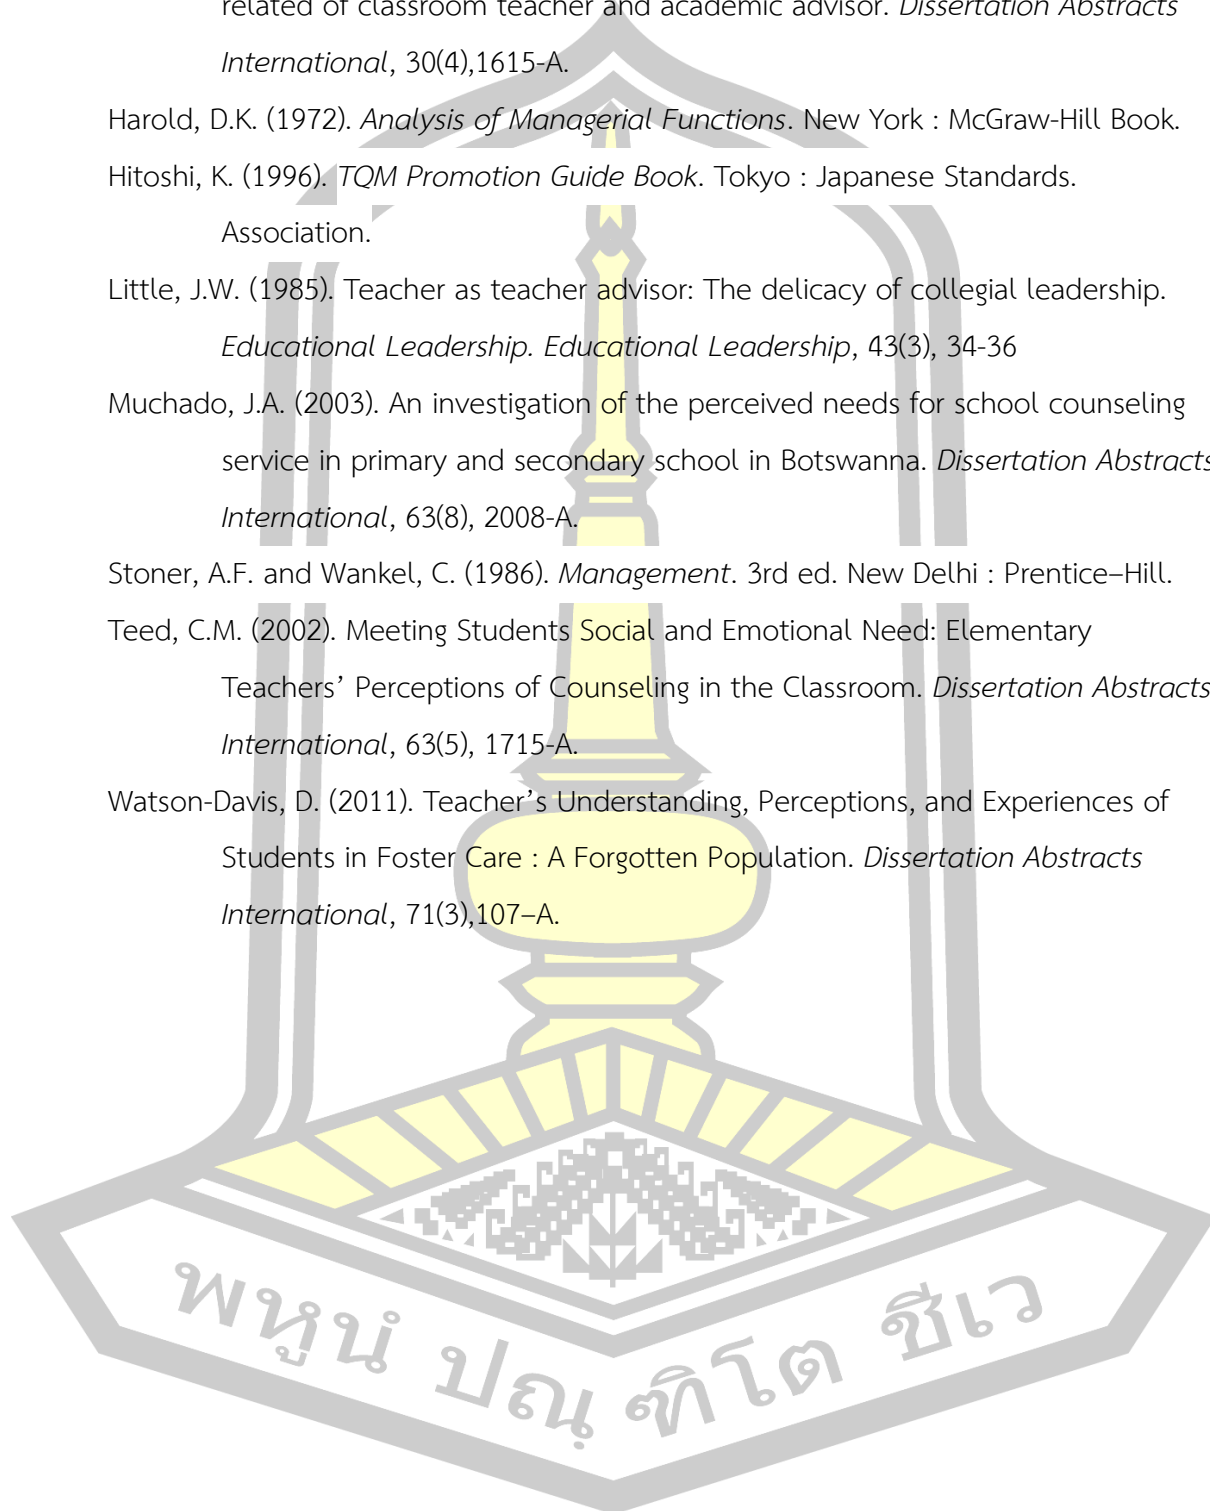 related of classroom teacher and academic advisor. Dissertation Abstracts
International, 30(4),1615-A.
Harold, D.K. (1972). Analysis of Managerial Functions. New York : McGraw-Hill Book.
Hitoshi, K. (1996). TQM Promotion Guide Book. Tokyo : Japanese Standards.
Association.
Little, J.W. (1985). Teacher as teacher advisor: The delicacy of collegial leadership.
Educational Leadership. Educational Leadership, 43(3), 34-36
Muchado, J.A. (2003). An investigation of the perceived needs for school counseling
service in primary and secondary school in Botswanna. Dissertation Abstracts
International, 63(8), 2008-A.
Stoner, A.F. and Wankel, C. (1986). Management. 3rd ed. New Delhi : Prentice–Hill.
Teed, C.M. (2002). Meeting Students Social and Emotional Need: Elementary
Teachers’ Perceptions of Counseling in the Classroom. Dissertation Abstracts
International, 63(5), 1715-A.
Watson-Davis, D. (2011). Teacher’s Understanding, Perceptions, and Experiences of
Students in Foster Care : A Forgotten Population. Dissertation Abstracts
International, 71(3),107–A.
พหูนํ ปณฺฑิโต ชีเว